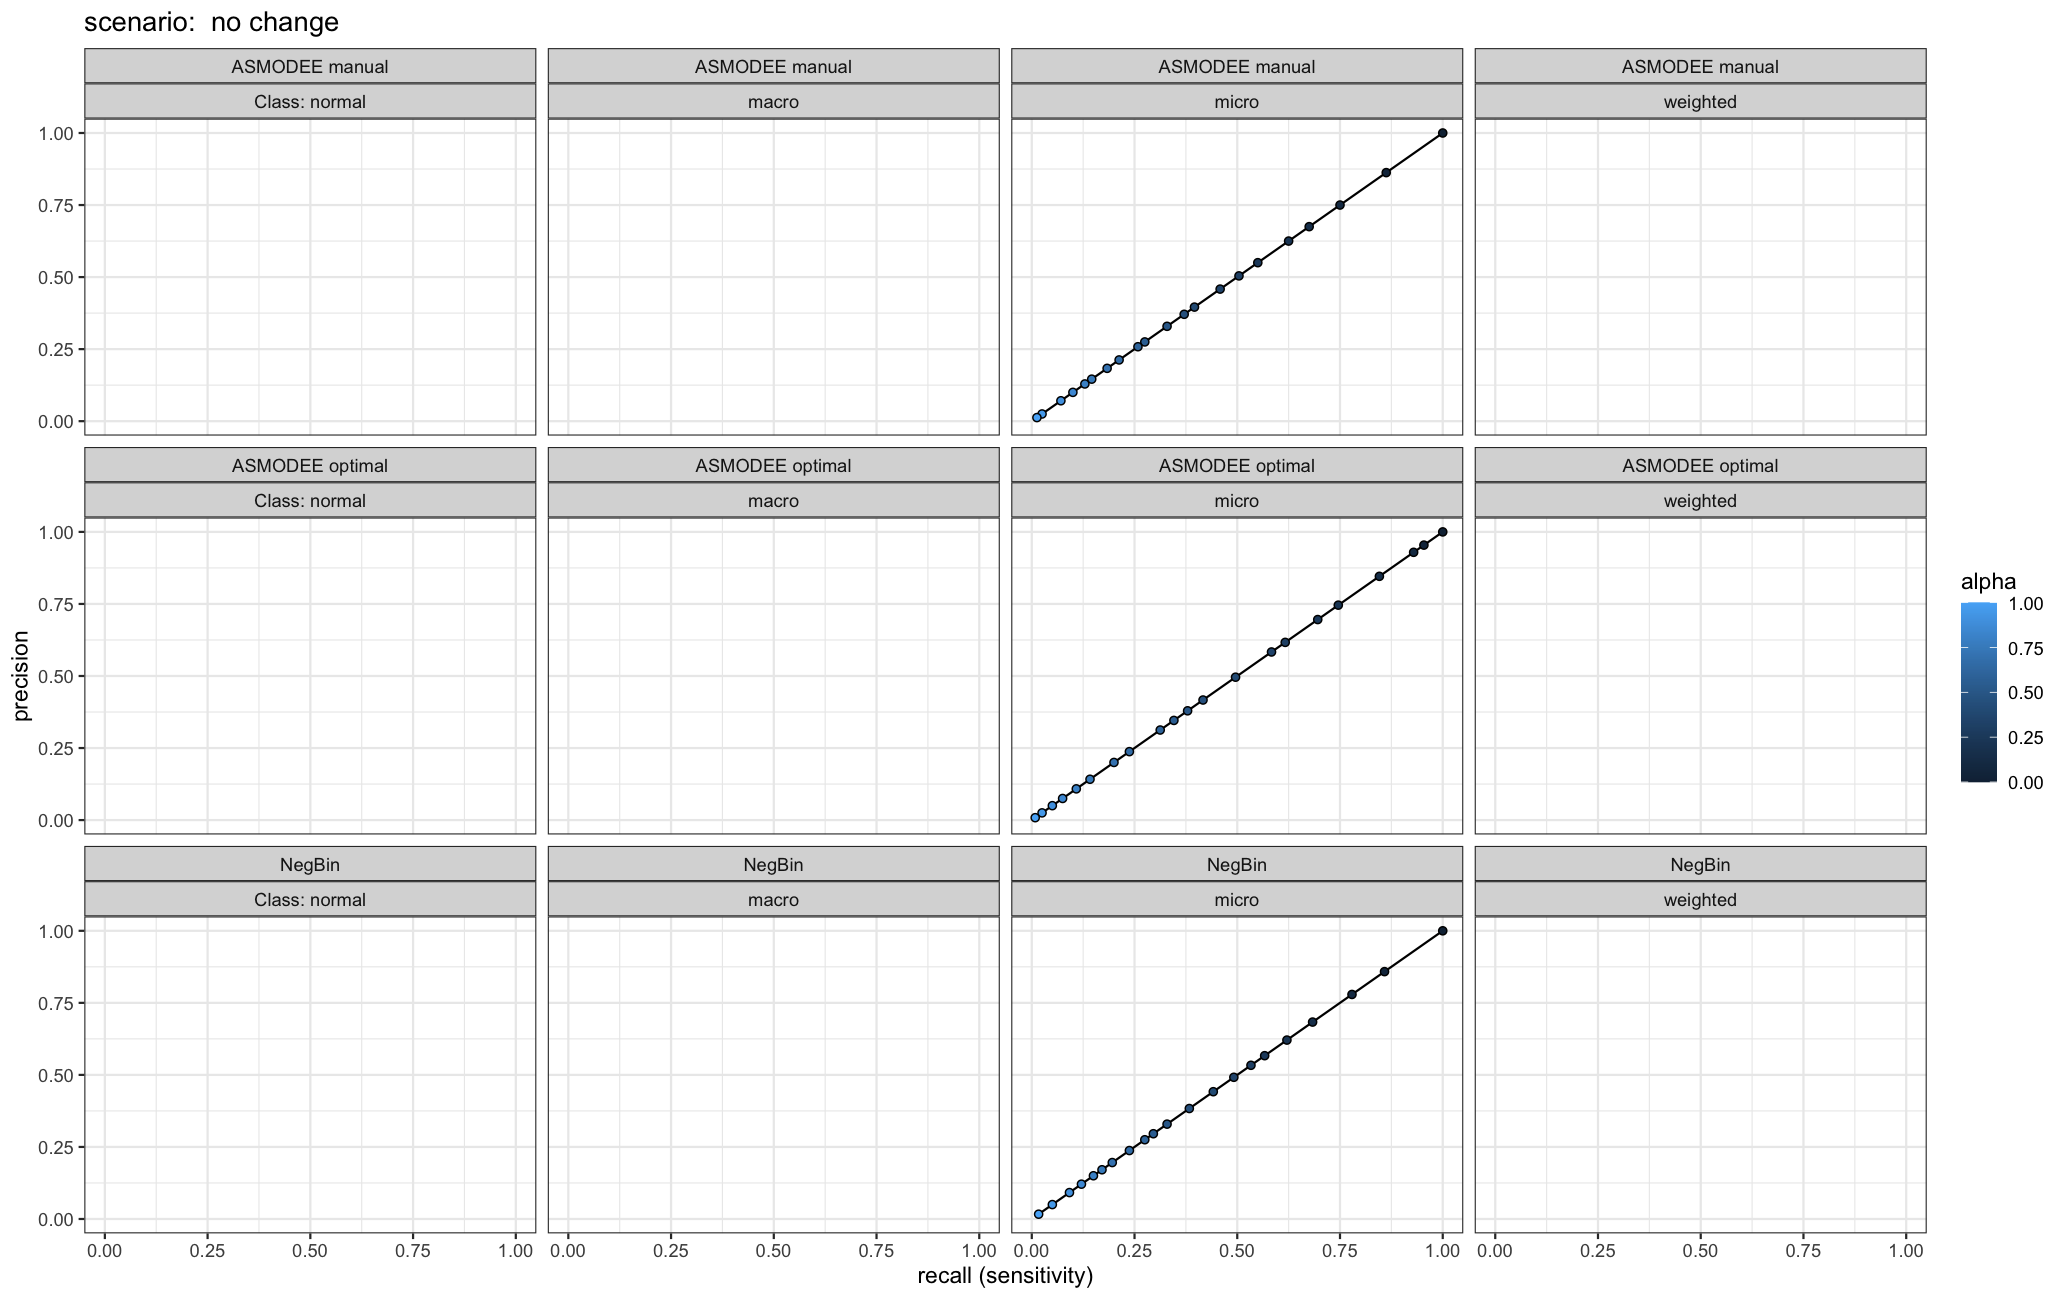 scenario:  no change
ASMODEE manual ASMODEE manual ASMODEE manual ASMODEE manual
Class: normal macro micro weighted
1.00
0.75
0.50
0.25
0.00
ASMODEE optimal ASMODEE optimal ASMODEE optimal ASMODEE optimal
Class: normal macro micro weighted
1.00
0.75
0.50
0.25
0.00
NegBin NegBin NegBin NegBin
Class: normal macro micro weighted
1.00
0.75
0.50
0.25
0.00
0.00 0.25 0.50 0.75 1.00 0.00 0.25 0.50 0.75 1.00 0.00 0.25 0.50 0.75 1.00 0.00 0.25 0.50 0.75 1.00
recall (sensitivity)
precision
alpha
1.00
0.75
0.50
0.25
0.00